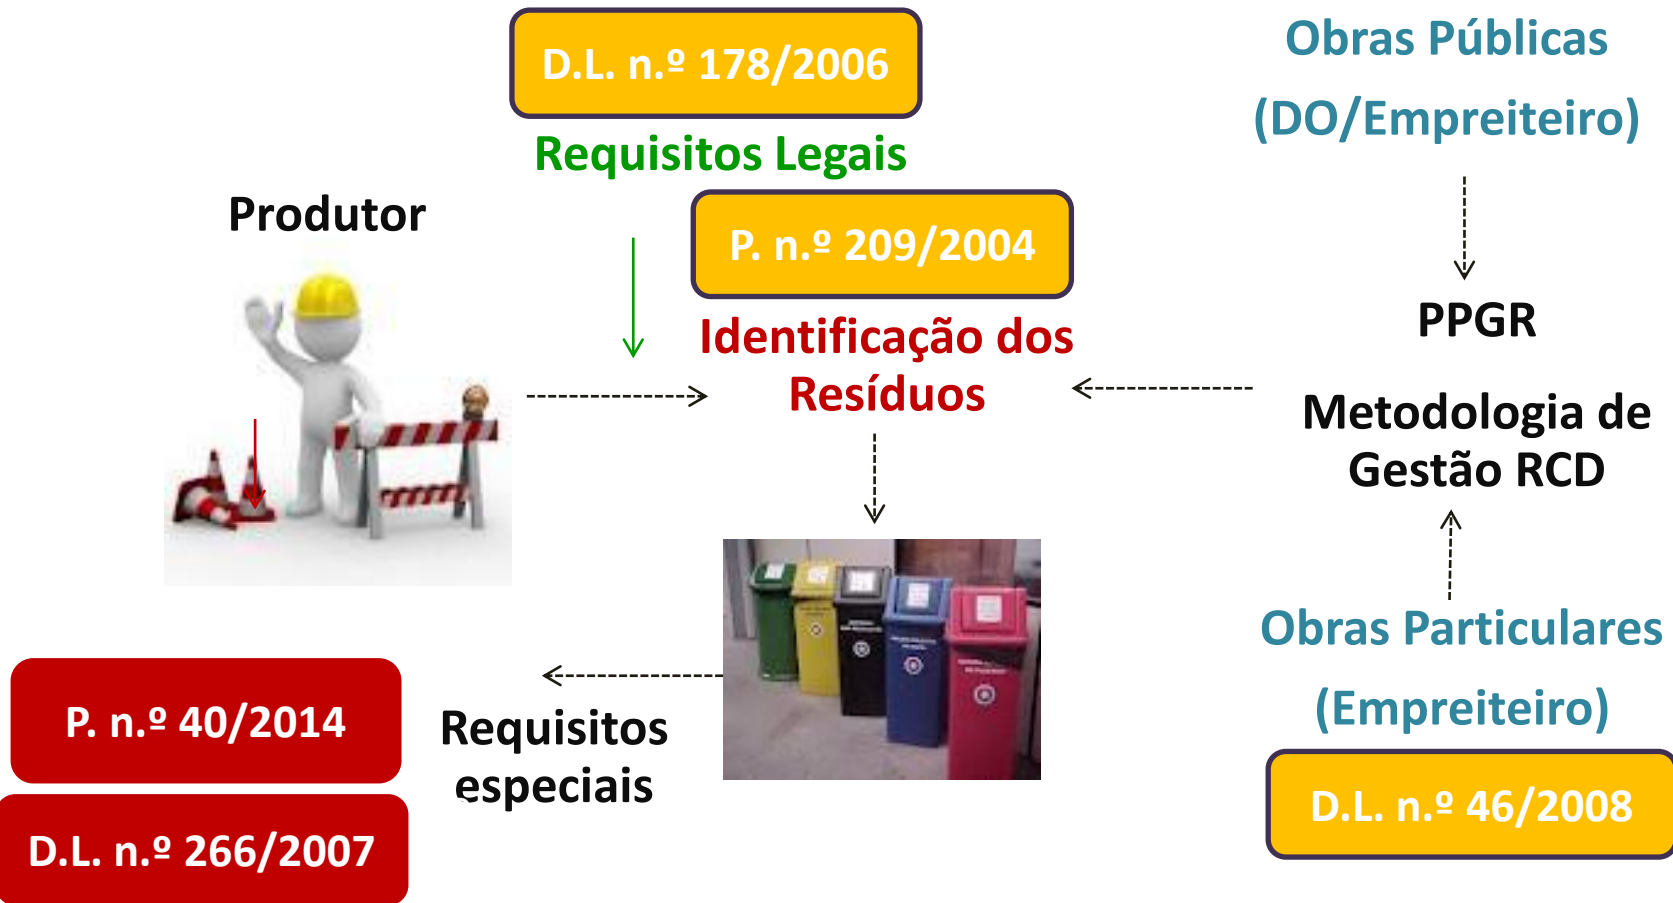 D.L. n.º 178/2006
Requisitos Legais
Produtor
P. n.º 209/2004
Identificação dos
Resíduos
Obras Públicas
(DO/Empreiteiro)
PPGR
Metodologia de
Gestão RCD
Obras Particulares
(Empreiteiro)
D.L. n.º 46/2008
Requisitos
especiais
P. n.º 40/2014
D.L. n.º 266/2007